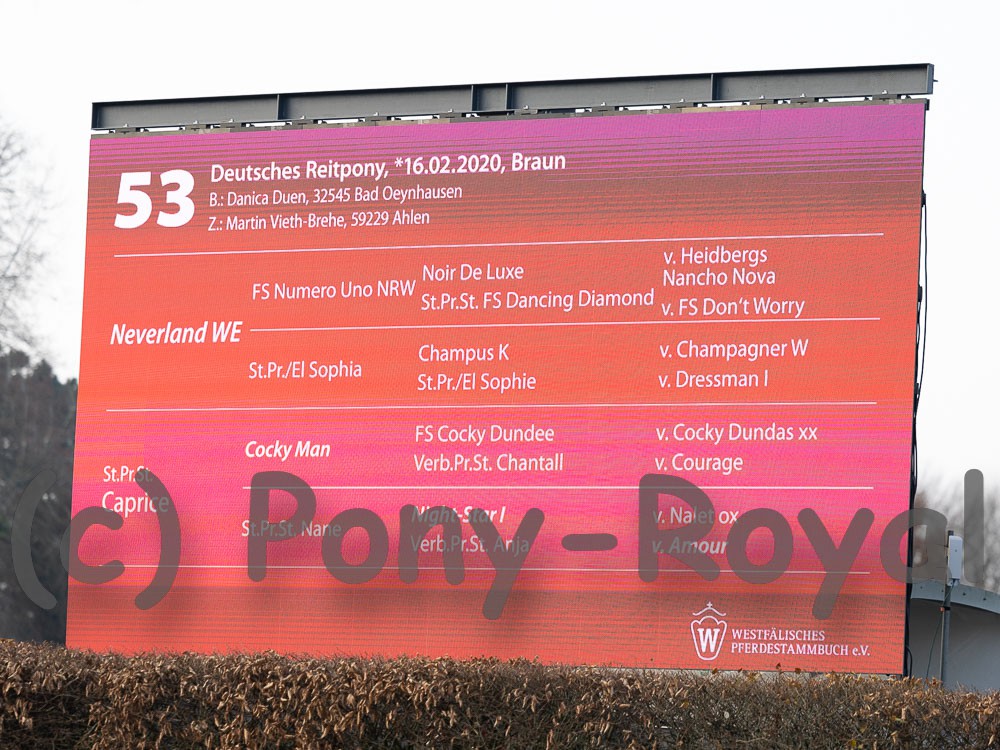 53
Deutsches Reitpony, *16.02.2020, Braun
B.: Danica Duen, 32545 Bad Oeynhausen
Z.: Martin Vieth-Brehe, 59229 Ahlen
Neverland WE
FS Numero Uno NRW
Noir De Luxe
v. Heidbergs
Nancho Nova
St.Pr.St. FS Dancing Diamond
v. FS Don't Worry
St.Pr./El Sophia
Champus K
v. Champagner W
St.Pr./El Sophie
v. Dressman I
St.Pr.St.
Caprice
Cocky Man
FS Cocky Dundee
v. Cocky Dundas xx
Verb.Pr.St. Chantall
v. Courage
St.Pr.St. Nane
Night-Star I
v. Nalet ox
Verb.Pr.St. Anja
v. Amour
(c) Pony-Royal
W
WESTFÄLISCHES
PFERDESTAMMBUCH e.V.